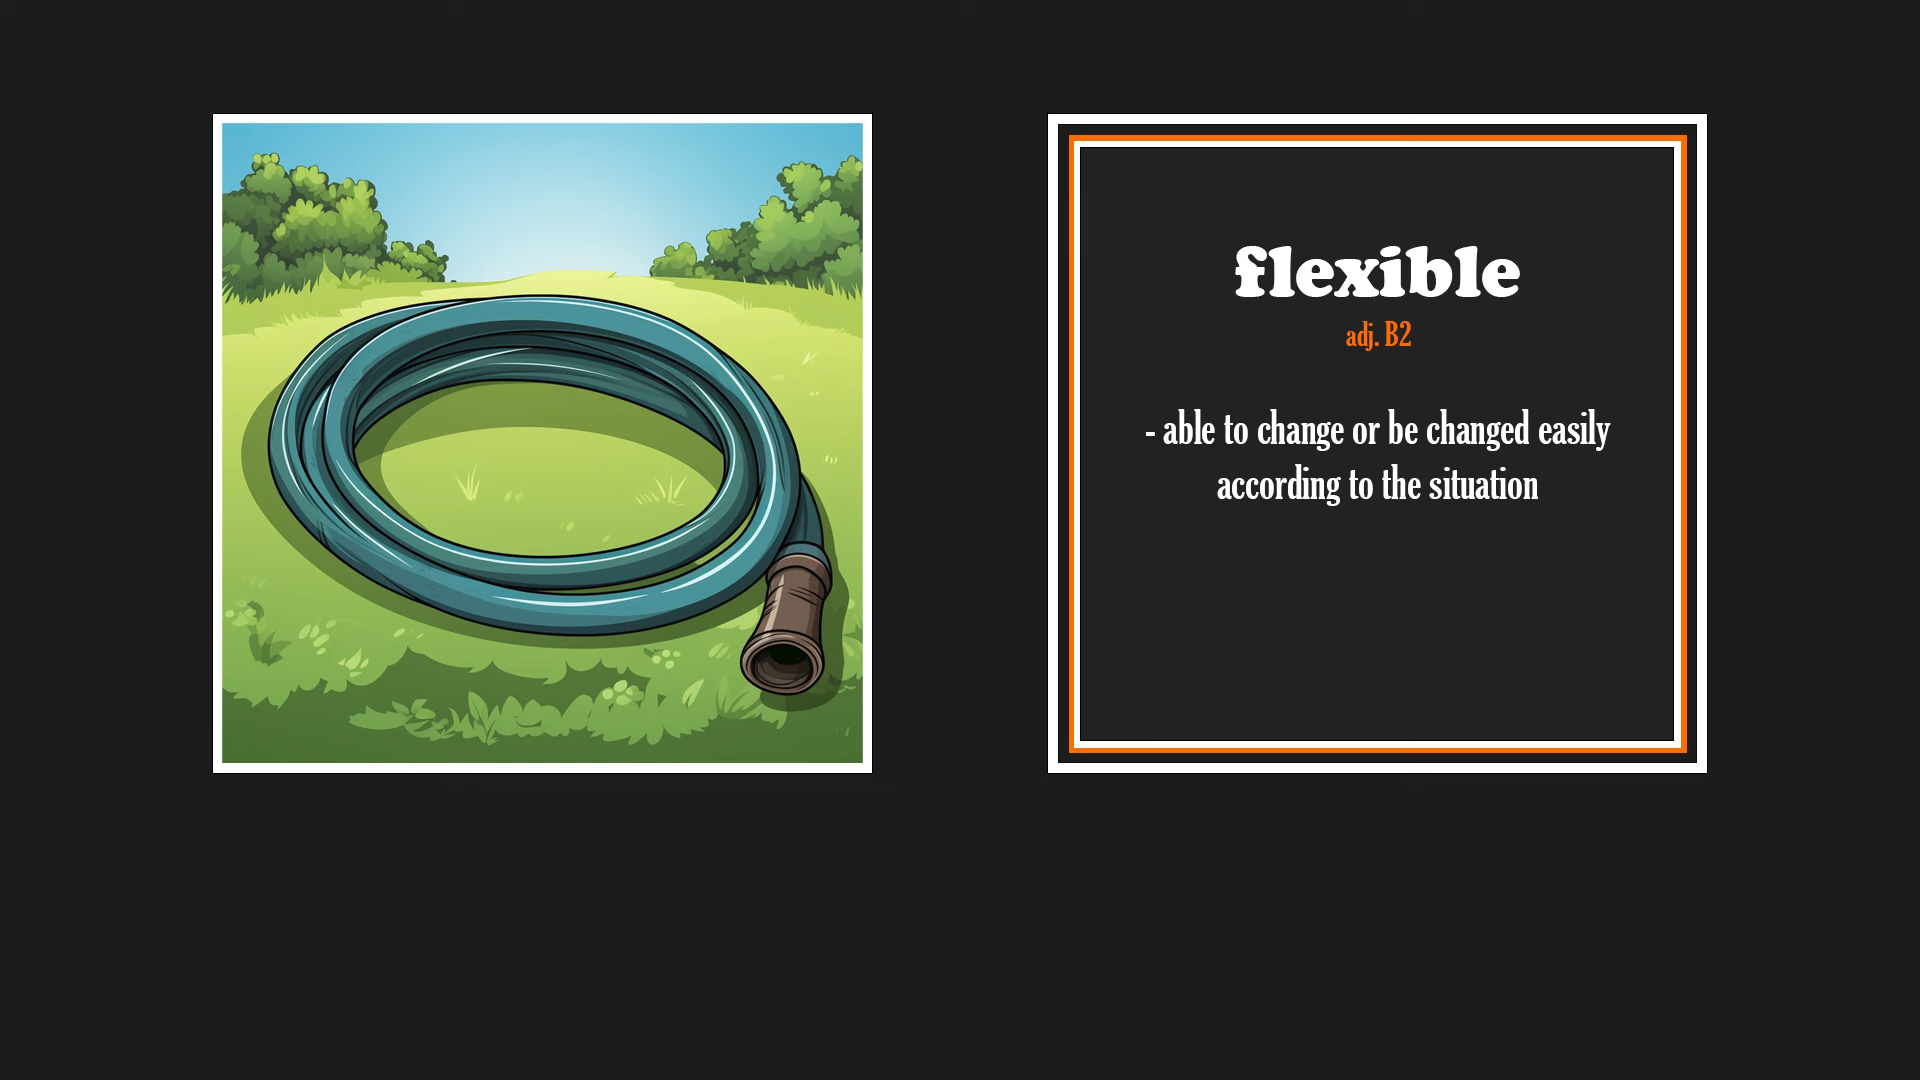 flexible
adj. B2
- able to change or be changed easily
according to the situation